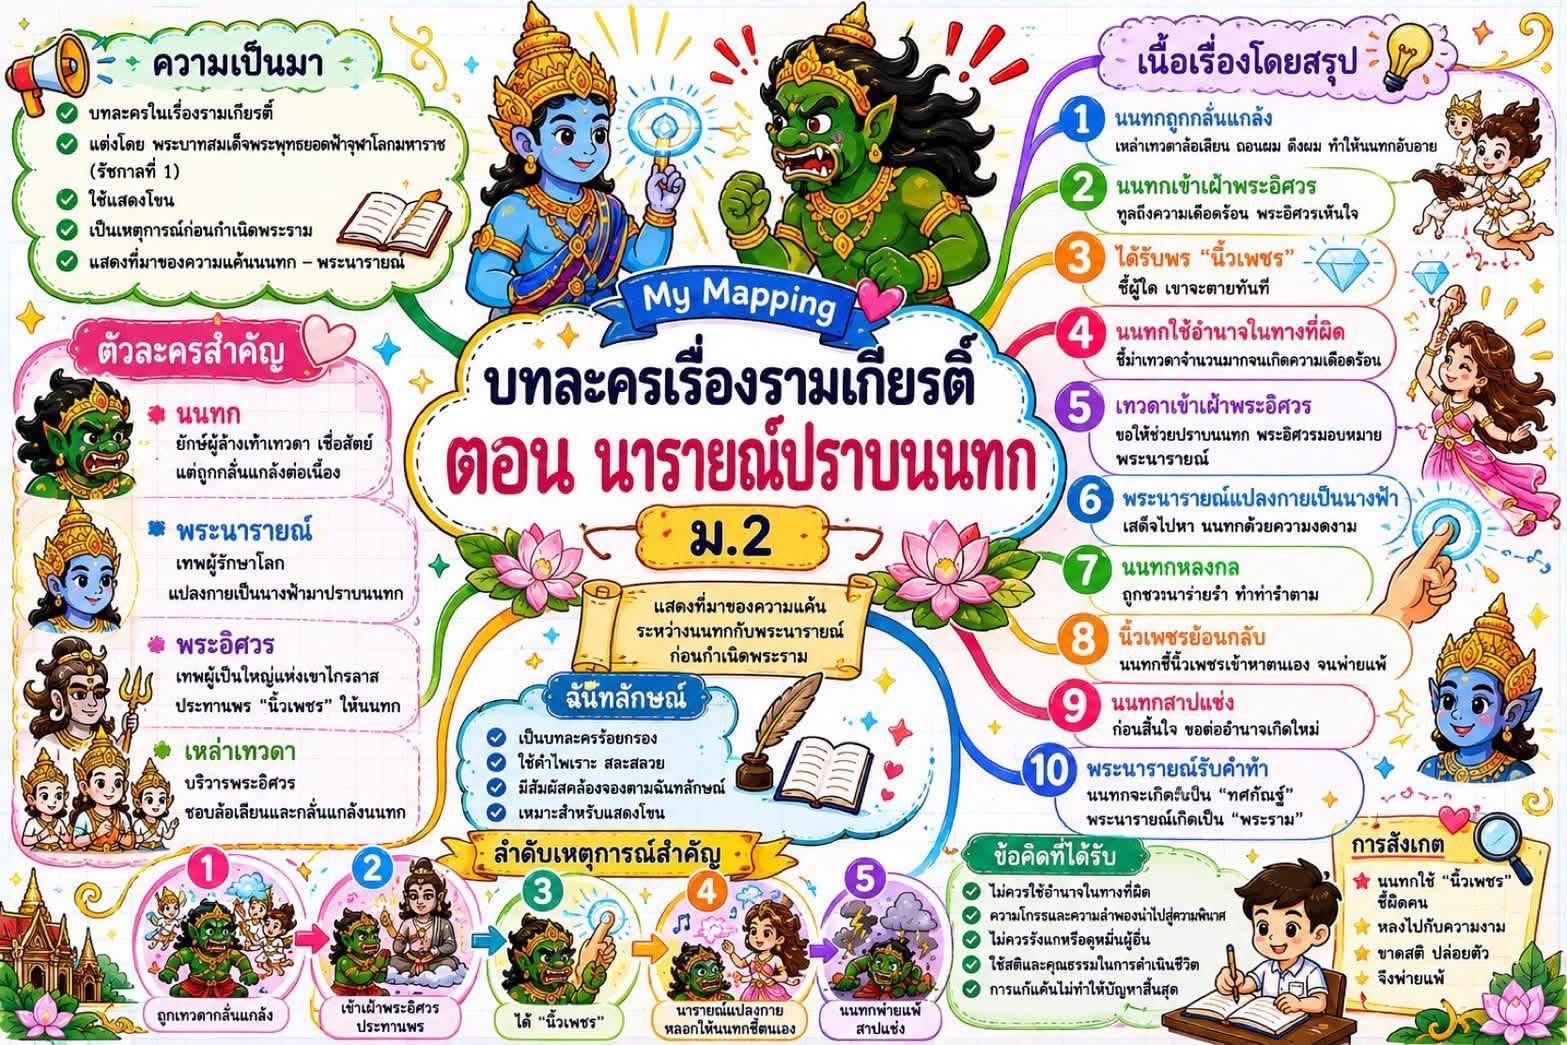 ความเป็นมา
บทละครในเรื่องรามเกียรติ์
แต่งโดย พระบาทสมเด็จพระพุทธยอดฟ้าจุฬาโลกมหาราช
(รัชกาลที่ 1)
ใช้แสดงโขน
เป็นเหตุการณ์ก่อนกำเนิดพระราม
แสดงที่มาของความแค้นนนทก – พระนารายณ์
ตัวละครสำคัญ
นนทก
ยักษ์ผู้ล้างเท้าเทวดา เชื่อสัตย์
แต่ถูกกลั่นแกล้งต่อเนื่อง
พระนารายณ์
เทพผู้รักษาโลก
แปลงกายเป็นนางฟ้ามาปราบนนทก
พระอิศวร
เทพผู้เป็นใหญ่แห่งเขาไกรลาส
ประทานพร “นิ้วเพชร” ให้นนทก
เหล่าเทวดา
บริวารพระอิศวร
ชอบล้อเลียนและกลั่นแกล้งนนทก
My Mapping
บทละครเรื่องรามเกียรติ์
ตอน นารายณ์ปราบนนทก
ม.2
แสดงที่มาของความแค้น
ระหว่างนนทกกับพระนารายณ์
ก่อนกำเนิดพระราม
ฉันทลักษณ์
เป็นบทละครร้อยกรอง
ใช้คำไพเราะ สละสลวย
มีสัมผัสคล้องจองตามฉันทลักษณ์
เหมาะสำหรับแสดงโขน
เนื้อเรื่องโดยสรุป
1 นนทกถูกกลั่นแกล้ง
เหล่าเทวดาล้อเลียน ถอนผม ดึงผม ทำให้นนทกอับอาย
2 นนทกเข้าเฝ้าพระอิศวร
ทูลถึงความเดือดร้อน พระอิศวรเห็นใจ
3 ได้รับพร “นิ้วเพชร”
ชี้ผู้ใด เขาจะตายทันที
4 นนทกใช้อำนาจในทางที่ผิด
ชี้ฆ่าเทวดาจำนวนมากจนเกิดความเดือดร้อน
5 เทวดาเข้าเฝ้าพระอิศวร
ขอให้ช่วยปราบนนทก พระอิศวรมอบหมาย
พระนารายณ์
6 พระนารายณ์แปลงกายเป็นนางฟ้า
เสด็จไปหา นนทกด้วยความงดงาม
7 นนทกหลงกล
ถูกชวนรำ ทำท่ารำตาม
8 นิ้วเพชรย้อนกลับ
นนทกชี้นิ้วเพชรเข้าหาตนเอง จนพ่ายแพ้
9 นนทกสาปแช่ง
ก่อนสิ้นใจ ขอต่ออำนาจเกิดใหม่
10 พระนารายณ์รับคำท้า
นนทกจะเกิดเป็น “ทศกัณฐ์”
พระนารายณ์เกิดเป็น “พระราม”
ลำดับเหตุการณ์สำคัญ
1
ถูกเทวดากลั่นแกล้ง
2
เข้าเฝ้าพระอิศวร
ประทานพร
3
ได้ “นิ้วเพชร”
4
นารายณ์แปลงกาย
หลอกให้นนทกชี้ตนเอง
5
นนทกพ่ายแพ้
สาปแช่ง
ข้อคิดที่ได้รับ
ไม่ควรใช้อำนาจในทางที่ผิด
ความโกรธและความลำพองนำไปสู่ความพินาศ
ไม่ควรรังแกหรือดูหมิ่นผู้อื่น
ใช้สติและคุณธรรมในการดำเนินชีวิต
การแก้แค้นไม่ทำให้ปัญหาสิ้นสุด
การสังเกต
นนทกใช้ “นิ้วเพชร”
ชี้ผิดคน
หลงไปกับความงาม
ขาดสติ ปล่อยตัว
จึงพ่ายแพ้